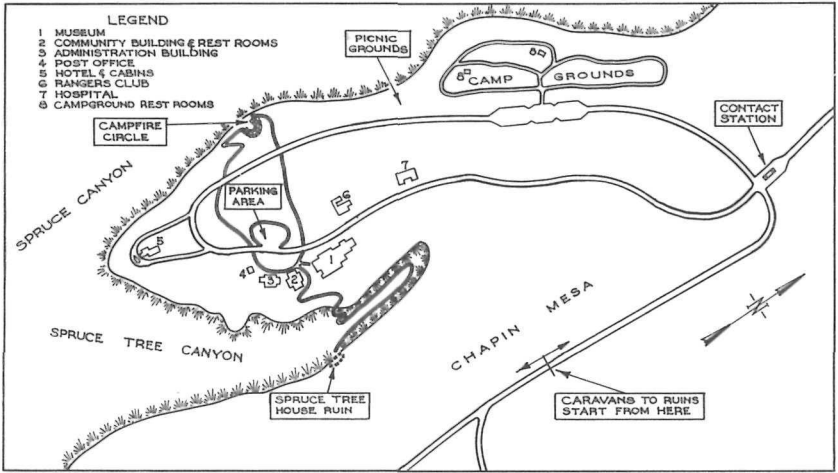 LEGEND
1 MUSEUM
2 COMMUNITY BUILDING & REST ROOMS
3 ADMINISTRATION BUILDING
4 POST OFFICE
5 HOTEL & CABINS
6 RANGERS CLUB
7 HOSPITAL
8 CAMPGROUND REST ROOMS
PICNIC
GROUNDS
8
8
CAMP GROUNDS
CONTACT
STATION
CAMPFIRE
CIRCLE
SPRUCE CANYON
PARKING
AREA
26
7
5
4
3
2
1
SPRUCE TREE CANYON
CHAPIN MESA
N
SPRUCE TREE
HOUSE RUIN
CARAVANS TO RUINS
START FROM HERE